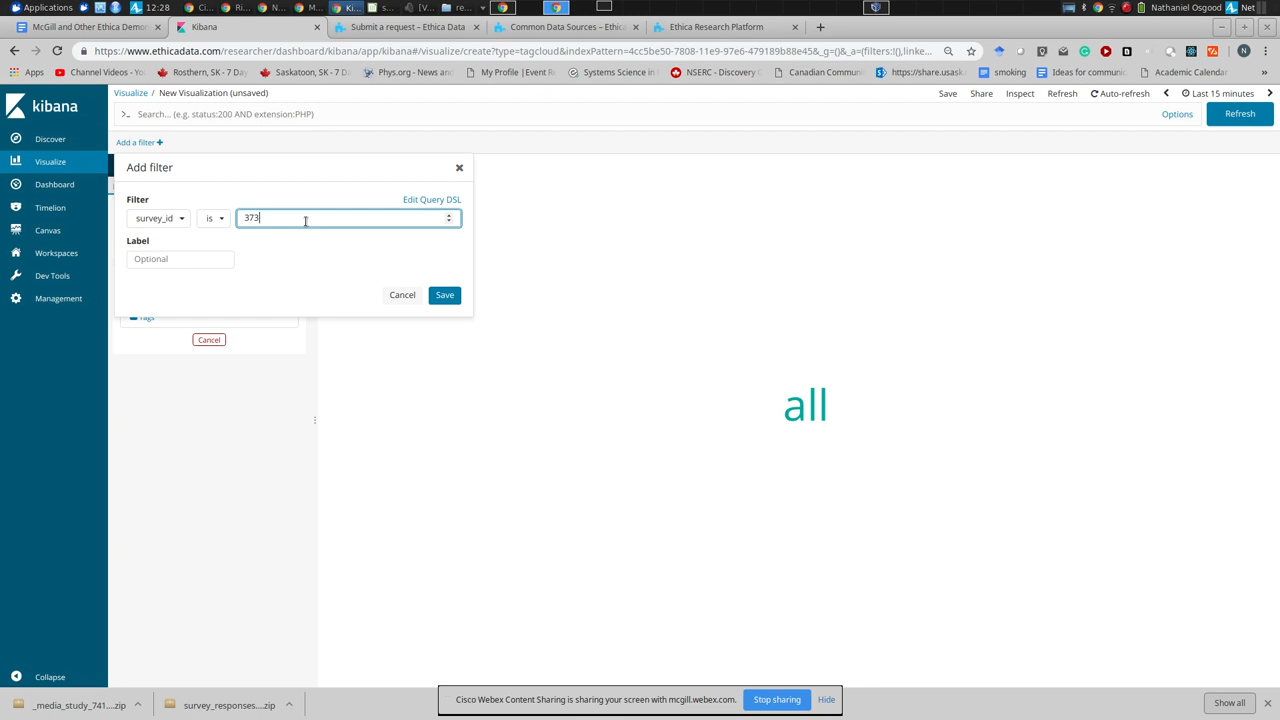 Applications
12:28
Ki...
s...
[V...
re...
Nathaniel Osgood
Net
McGill and Other Ethica Demon
Kibana
Submit a request – Ethica Data
Common Data Sources – Ethica
Ethica Research Platform
https://www.ethicadata.com/researcher/dashboard/kibana/app/kibana#/visualize/create?type=tagcloud&indexPattern=4cc5be50-7808-11e9-97e6-479189b88e45&_g=()&_a=(filters:!(),linke...
Apps
Channel Videos - Yo
Rosthern, SK - 7 Day
Saskatoon, SK - 7 D
Phys.org - News and
My Profile | Event R
Systems Science in
NSERC - Discovery
Canadian Commun
https://share.usask.
smoking
Ideas for communic
Academic Calendar
kibana
Visualize / New Visualization (unsaved)
Save Share Inspect Refresh Auto-refresh Last 15 minutes
>_ Search... (e.g. status:200 AND extension:PHP)
Options
Refresh
Discover
Visualize
Dashboard
Timelion
Canvas
Workspaces
Dev Tools
Management
Collapse
Add a filter +
Add filter
Filter
Edit Query DSL
survey_id
is
373
Label
Optional
Cancel
Save
Tags
Cancel
all
_media_study_741....zip
survey_responses....zip
Cisco Webex Content Sharing is sharing your screen with mcgill.webex.com.
Stop sharing
Hide
Show all